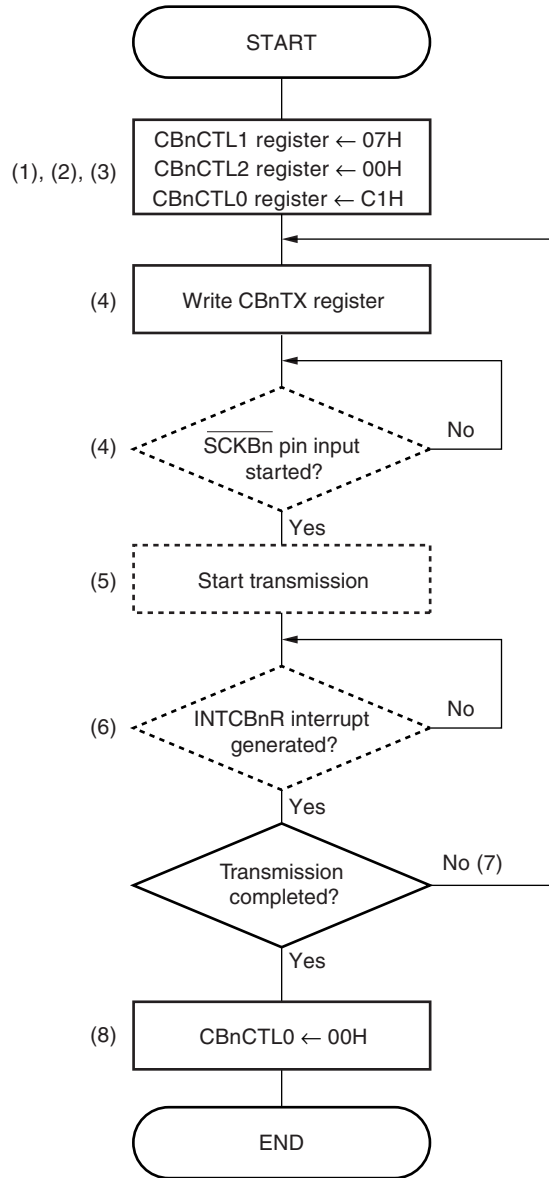 START
(1), (2), (3)
CBnCTL1 register ← 07H
CBnCTL2 register ← 00H
CBnCTL0 register ← C1H
(4)
Write CBnTX register
(4)
SCKBn pin input
started?
No
Yes
(5)
Start transmission
(6)
INTCBnR interrupt
generated?
No
Yes
Transmission
completed?
No (7)
Yes
(8)
CBnCTL0 ← 00H
END